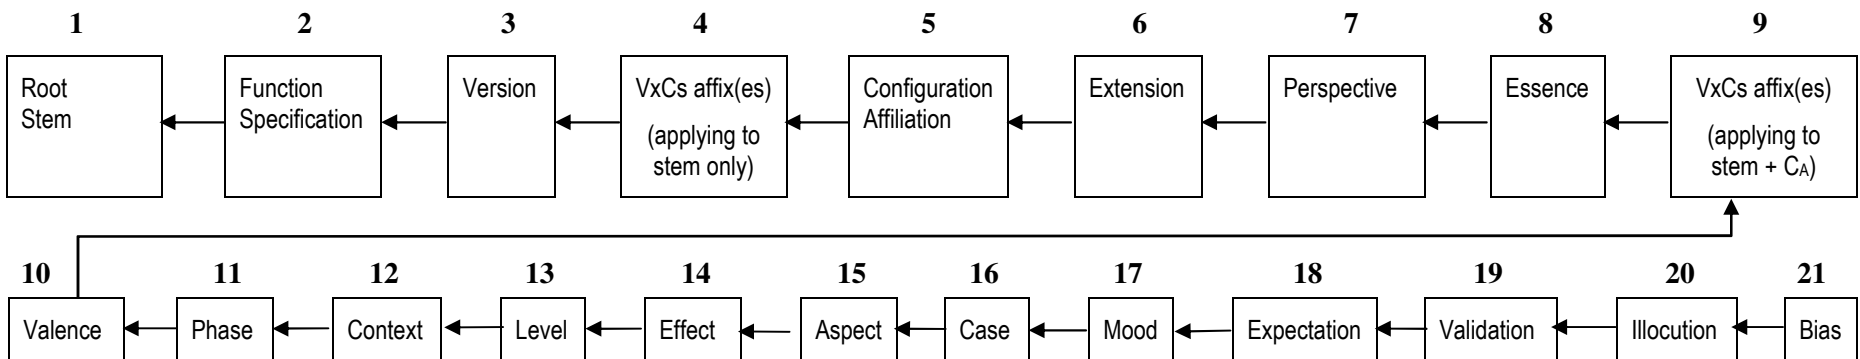 1 2 3 4 5 6 7 8 9
Root
Stem
Function
Specification
Version
VxCs affix(es)
(applying to
stem only)
Configuration
Affiliation
Extension
Perspective
Essence
VxCs affix(es)
(applying to
stem + CA)
10 11 12 13 14 15 16 17 18 19 20 21
Valence
Phase
Context
Level
Effect
Aspect
Case
Mood
Expectation
Validation
Illocution
Bias